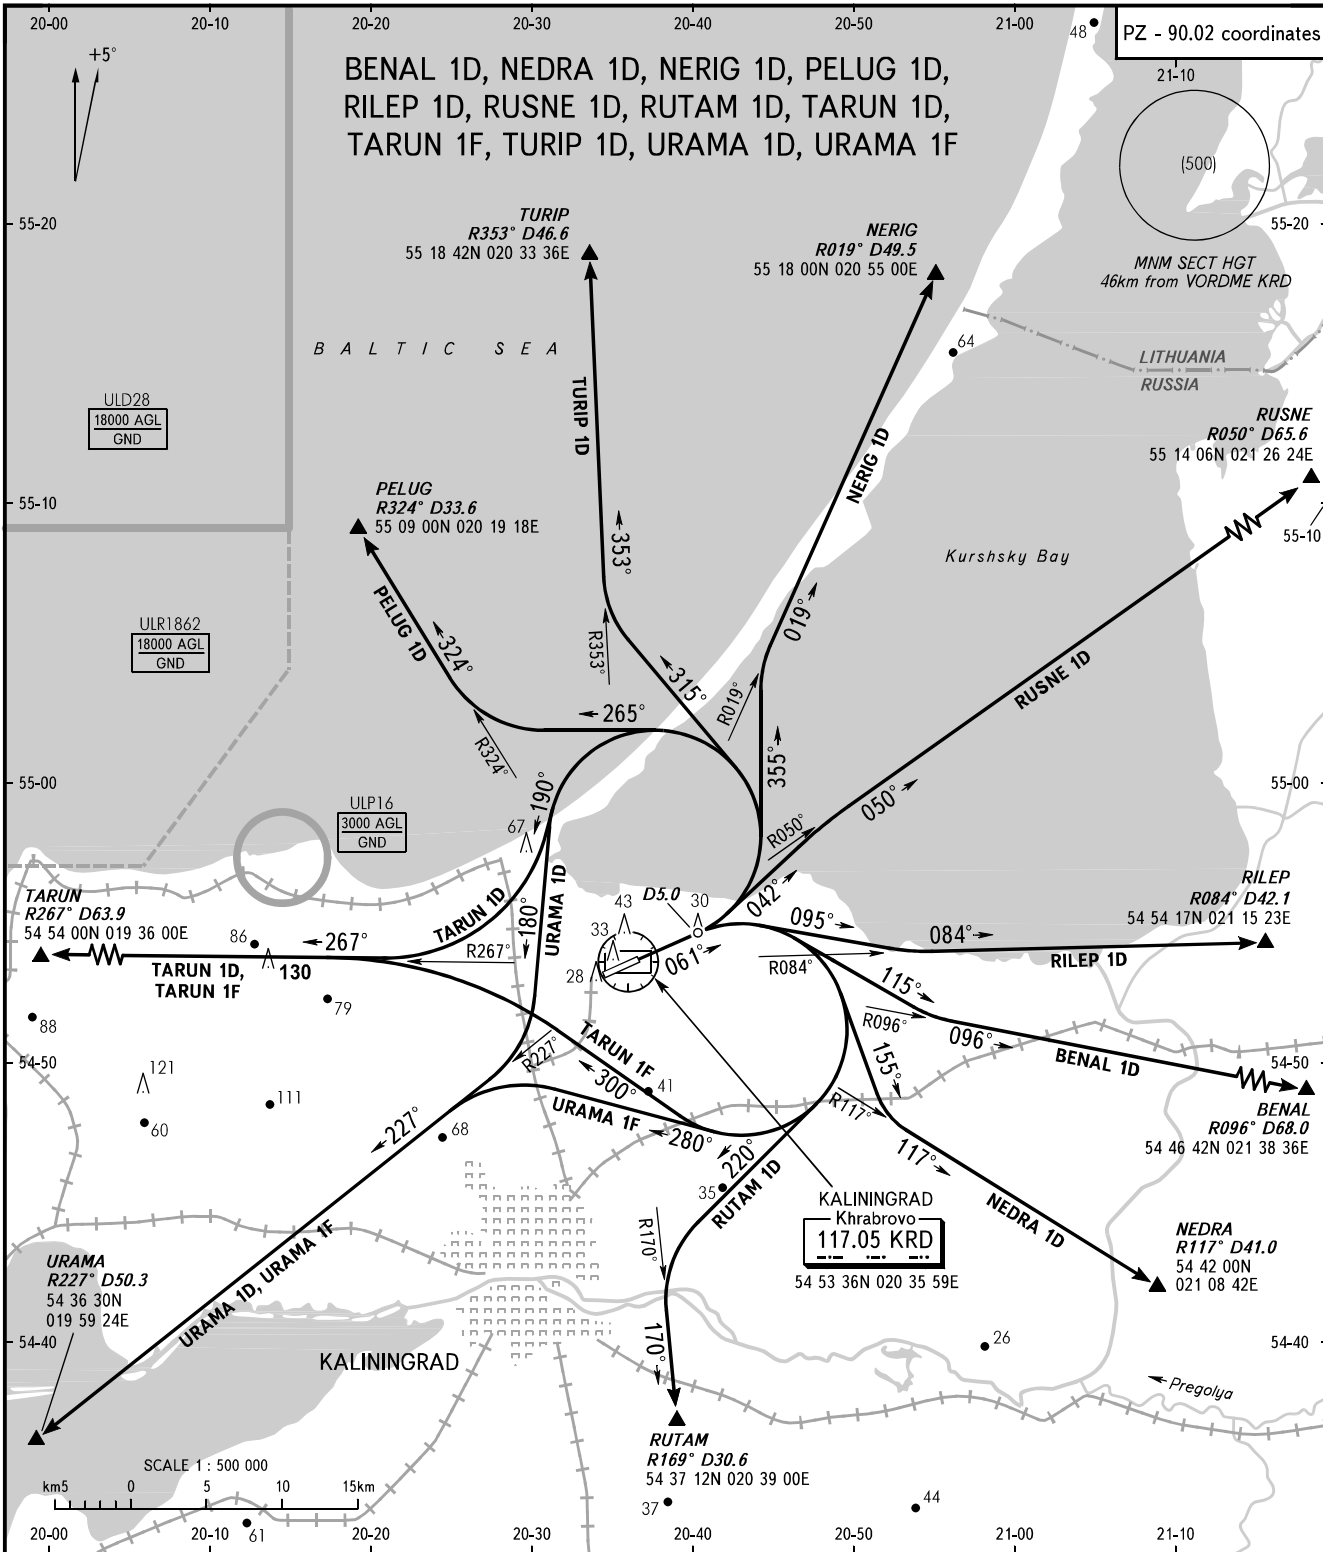 20-00
20-10
20-20
20-30
20-40
20-50
21-00
48
PZ - 90.02 coordinates
21-10
+5°
BENAL 1D, NEDRA 1D, NERIG 1D, PELUG 1D,
RILEP 1D, RUSNE 1D, RUTAM 1D, TARUN 1D,
TARUN 1F, TURIP 1D, URAMA 1D, URAMA 1F
(500)
55-20
55-20
TURIP
R353° D46.6
55 18 42N 020 33 36E
NERIG
R019° D49.5
55 18 00N 020 55 00E
MNM SECT HGT
46km from VORDME KRD
BALTIC SEA
64
LITHUANIA
RUSSIA
ULD28
18000 AGL
GND
TURIP 1D
NERIG 1D
RUSNE
R050° D65.6
55 14 06N 021 26 24E
55-10
PELUG
R324° D33.6
55 09 00N 020 19 18E
55-10
353°
Kurshsky Bay
PELUG 1D
324°
R353°
019°
ULR1862
18000 AGL
GND
315°
R019°
RUSNE 1D
265°
R324°
355°
55-00
55-00
190°
050°
ULP16
3000 AGL
GND
67
R050°
042°
TARUN
R267° D63.9
54 54 00N 019 36 00E
TARUN 1D
180°
URAMA 1D
43
D5.0
30
33
28
061°
095°
084°
RILEP
R084° D42.1
54 54 17N 021 15 23E
86
267°
R267°
R084°
RILEP 1D
TARUN 1D,
TARUN 1F
130
79
88
115°
R096°
096°
BENAL 1D
54-50
54-50
R227°
TARUN 1F
300°
41
155°
R117°
121
111
60
URAMA 1F
280°
BENAL
R096° D68.0
54 46 42N 021 38 36E
227°
68
220°
117°
35
RUTAM 1D
NEDRA 1D
KALININGRAD
Khrabrovo
117.05 KRD
54 53 36N 020 35 59E
NEDRA
R117° D41.0
54 42 00N
021 08 42E
R170°
URAMA
R227° D50.3
54 36 30N
019 59 24E
URAMA 1D, URAMA 1F
170°
26
54-40
54-40
KALININGRAD
Pregolya
RUTAM
R169° D30.6
54 37 12N 020 39 00E
SCALE 1 : 500 000
km5
0
5
10
15km
37
44
61
20-00
20-10
20-20
20-30
20-40
20-50
21-00
21-10